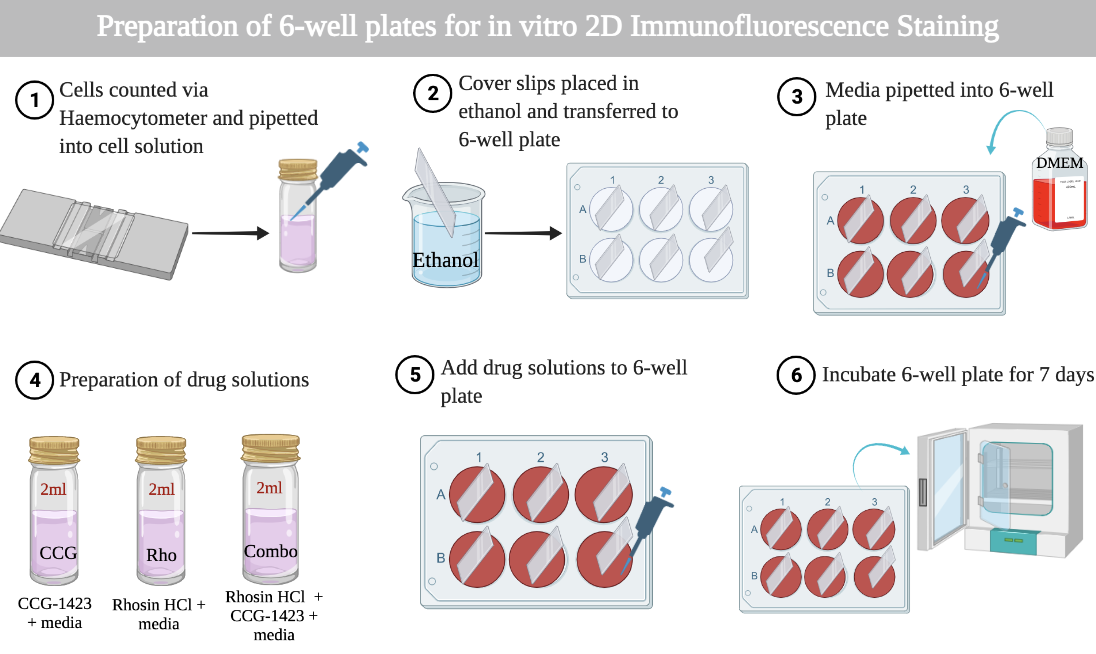 Preparation of 6-well plates for in vitro 2D Immunofluorescence Staining
1
Cells counted via
Haemocytometer and pipetted
into cell solution
2
Cover slips placed in
ethanol and transferred to
6-well plate
Ethanol
1 2 3
A
B
3
Media pipetted into 6-well
plate
DMEM
1 2 3
A
B
4
Preparation of drug solutions
2ml
CCG
CCG-1423
+ media
2ml
Rho
Rhosin HCl +
media
2ml
Combo
Rhosin HCl +
CCG-1423 +
media
5
Add drug solutions to 6-well
plate
1 2 3
A
B
6
Incubate 6-well plate for 7 days
1 2 3
A
B